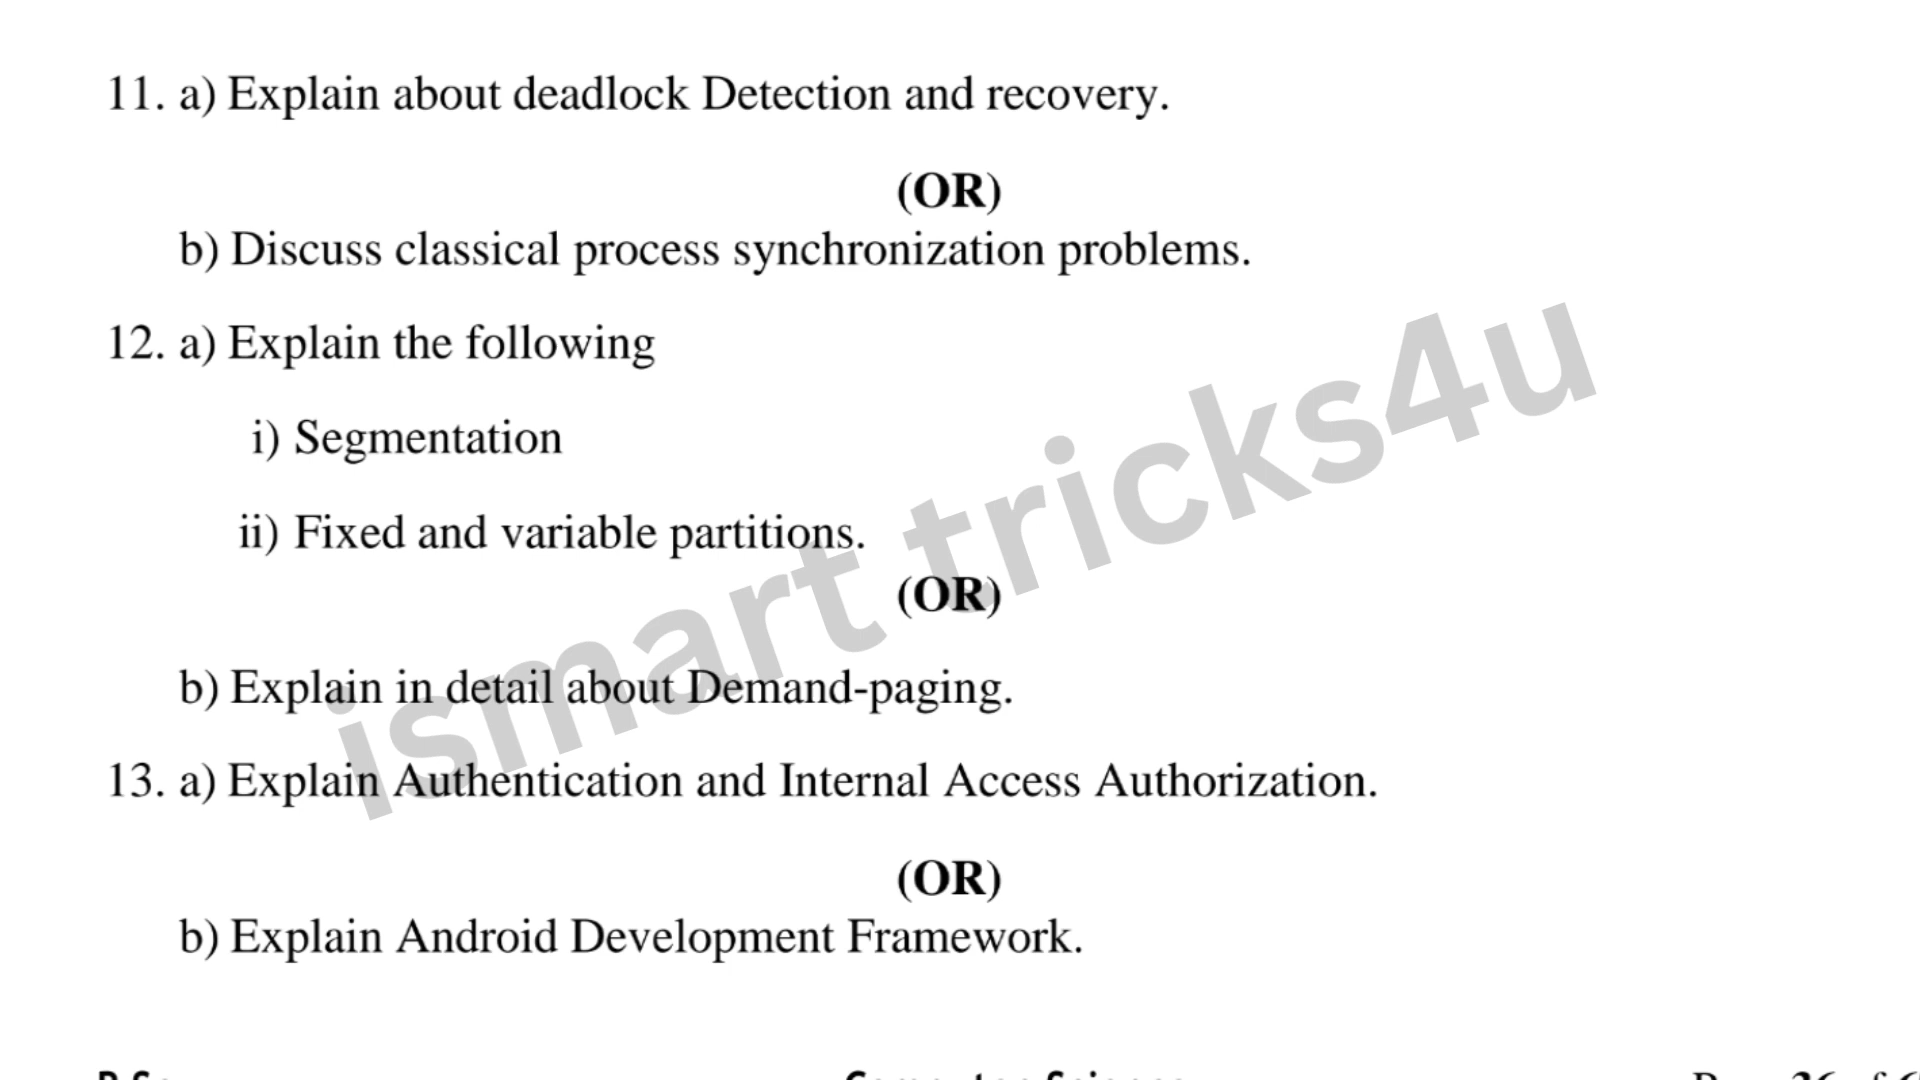 11. a) Explain about deadlock Detection and recovery.
(OR)
b) Discuss classical process synchronization problems.
12. a) Explain the following
i) Segmentation
ii) Fixed and variable partitions.
(OR)
b) Explain in detail about Demand-paging.
13. a) Explain Authentication and Internal Access Authorization.
(OR)
b) Explain Android Development Framework.
ismart tricks4u
Computer Science